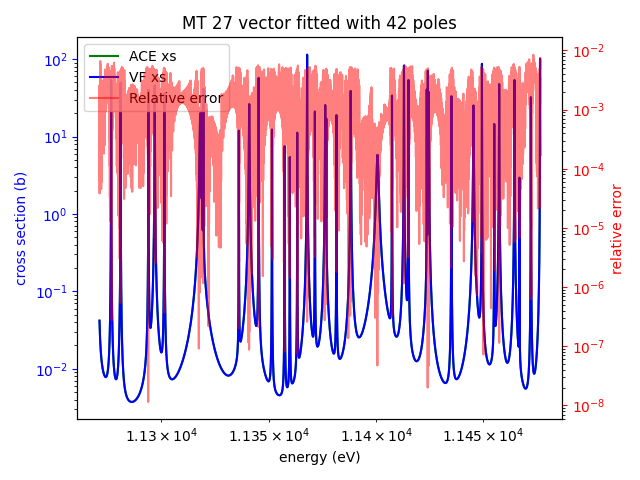 MT 27 vector fitted with 42 poles
ACE xs
VF xs
Relative error
cross section (b)
10²
10¹
10⁰
10⁻¹
10⁻²
relative error
10⁻²
10⁻³
10⁻⁴
10⁻⁵
10⁻⁶
10⁻⁷
10⁻⁸
1.13 × 10⁴
1.135 × 10⁴
1.14 × 10⁴
1.145 × 10⁴
energy (eV)